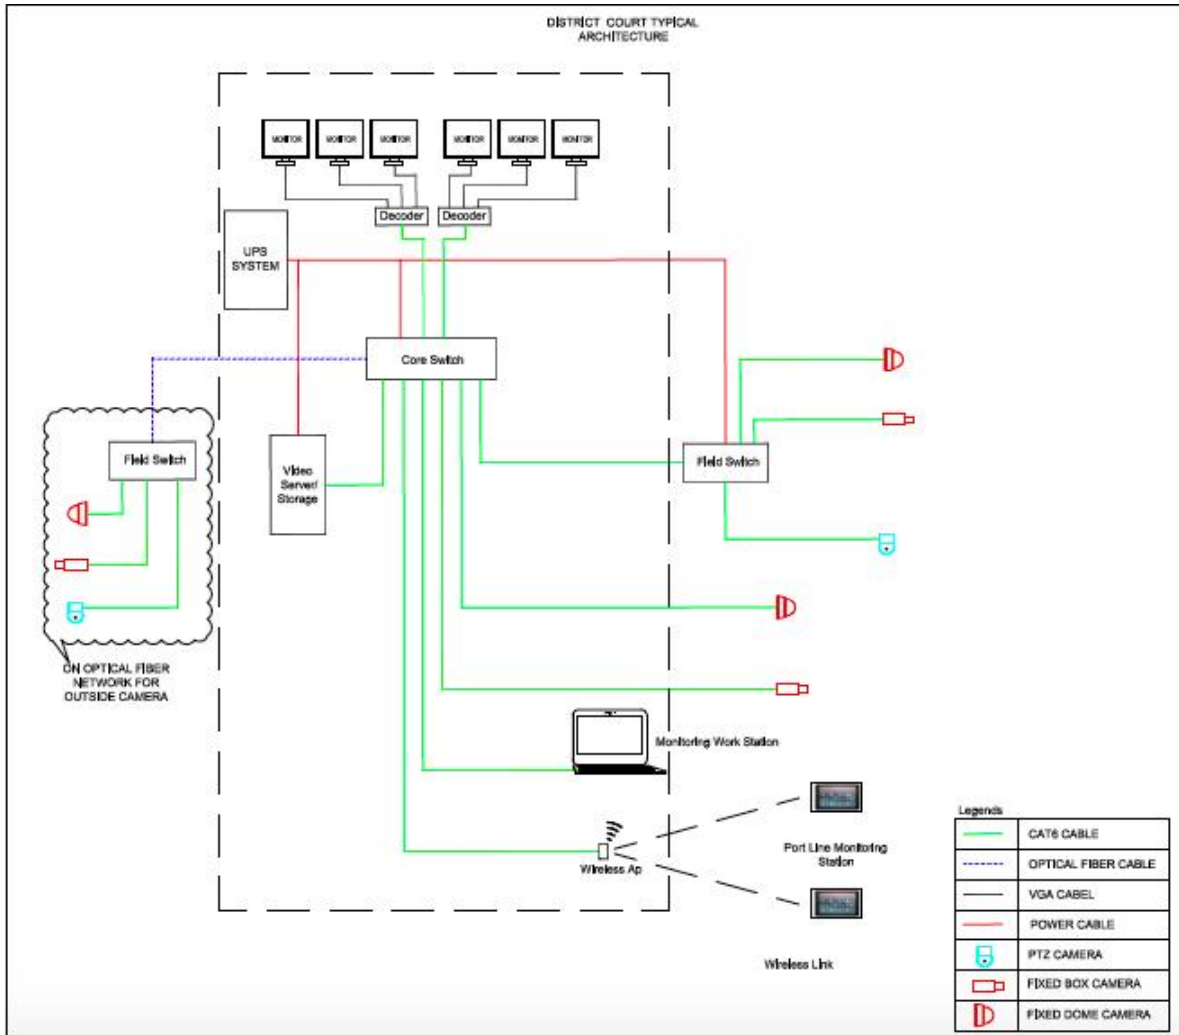 DISTRICT COURT TYPICAL
ARCHITECTURE
MONITOR
MONITOR
MONITOR
MONITOR
MONITOR
MONITOR
Decoder
Decoder
UPS
SYSTEM
Core Switch
Field Switch
Video
Server/
Storage
Field Switch
ON OPTICAL FIBER
NETWORK FOR
OUTSIDE CAMERA
Monitoring Work Station
Port Line Monitoring
Station
Wireless Ap
Wireless Link
Legends
CAT6 CABLE
OPTICAL FIBER CABLE
VGA CABEL
POWER CABLE
PTZ CAMERA
FIXED BOX CAMERA
FIXED DOME CAMERA